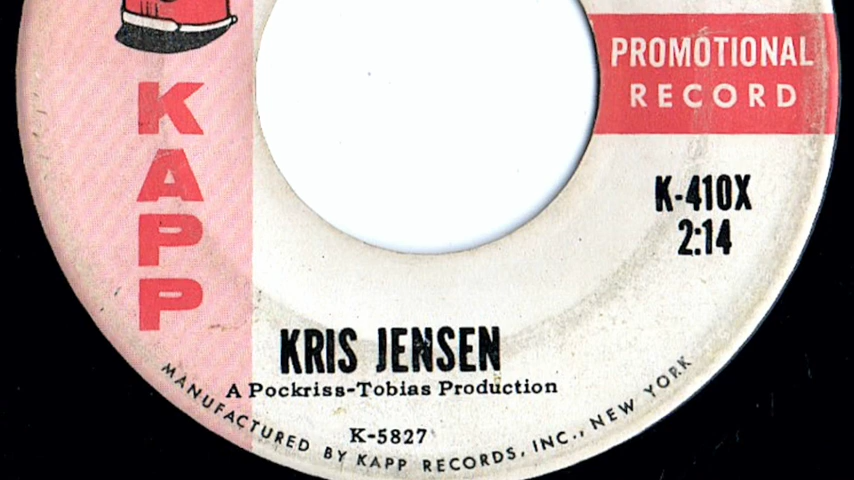 PROMOTIONAL
RECORD
KAPP
K-410X
2:14
KRIS JENSEN
A Pockriss-Tobias Production
K-5827
MANUFACTURED BY KAPP RECORDS, INC., NEW YORK